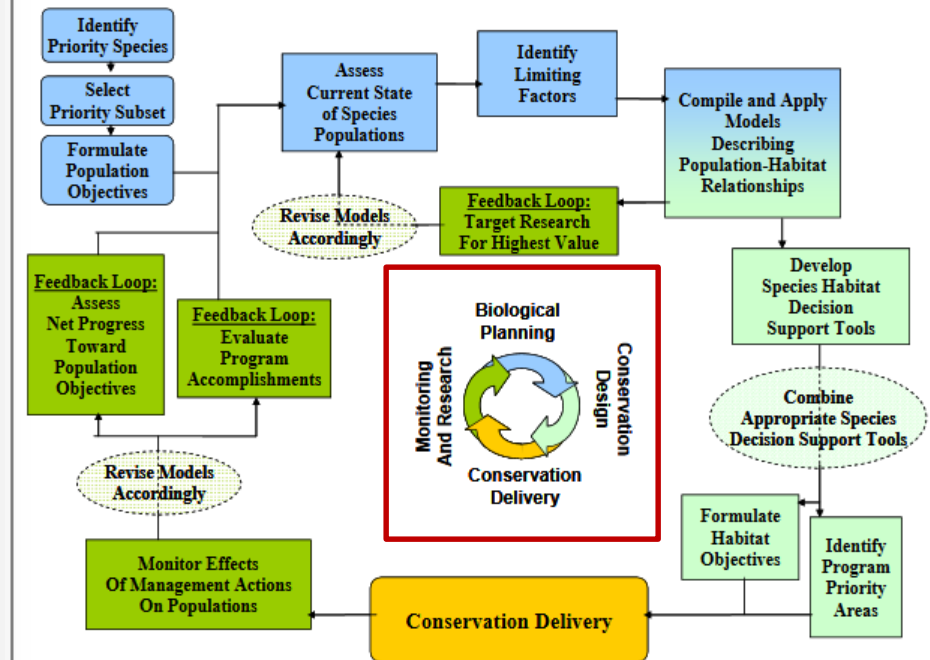 Identify
Priority Species
Select
Priority Subset
Formulate
Population
Objectives
Assess
Current State
of Species
Populations
Identify
Limiting
Factors
Compile and Apply
Models
Describing
Population-Habitat
Relationships
Revise Models
Accordingly
Feedback Loop:
Target Research
For Highest Value
Feedback Loop:
Assess
Net Progress
Toward
Population
Objectives
Feedback Loop:
Evaluate
Program
Accomplishments
Biological
Planning
Conservation
Design
Conservation
Delivery
Monitoring
And Research
Develop
Species Habitat
Decision
Support Tools
Combine
Appropriate Species
Decision Support Tools
Revise Models
Accordingly
Formulate
Habitat
Objectives
Identify
Program
Priority
Areas
Monitor Effects
Of Management Actions
On Populations
Conservation Delivery